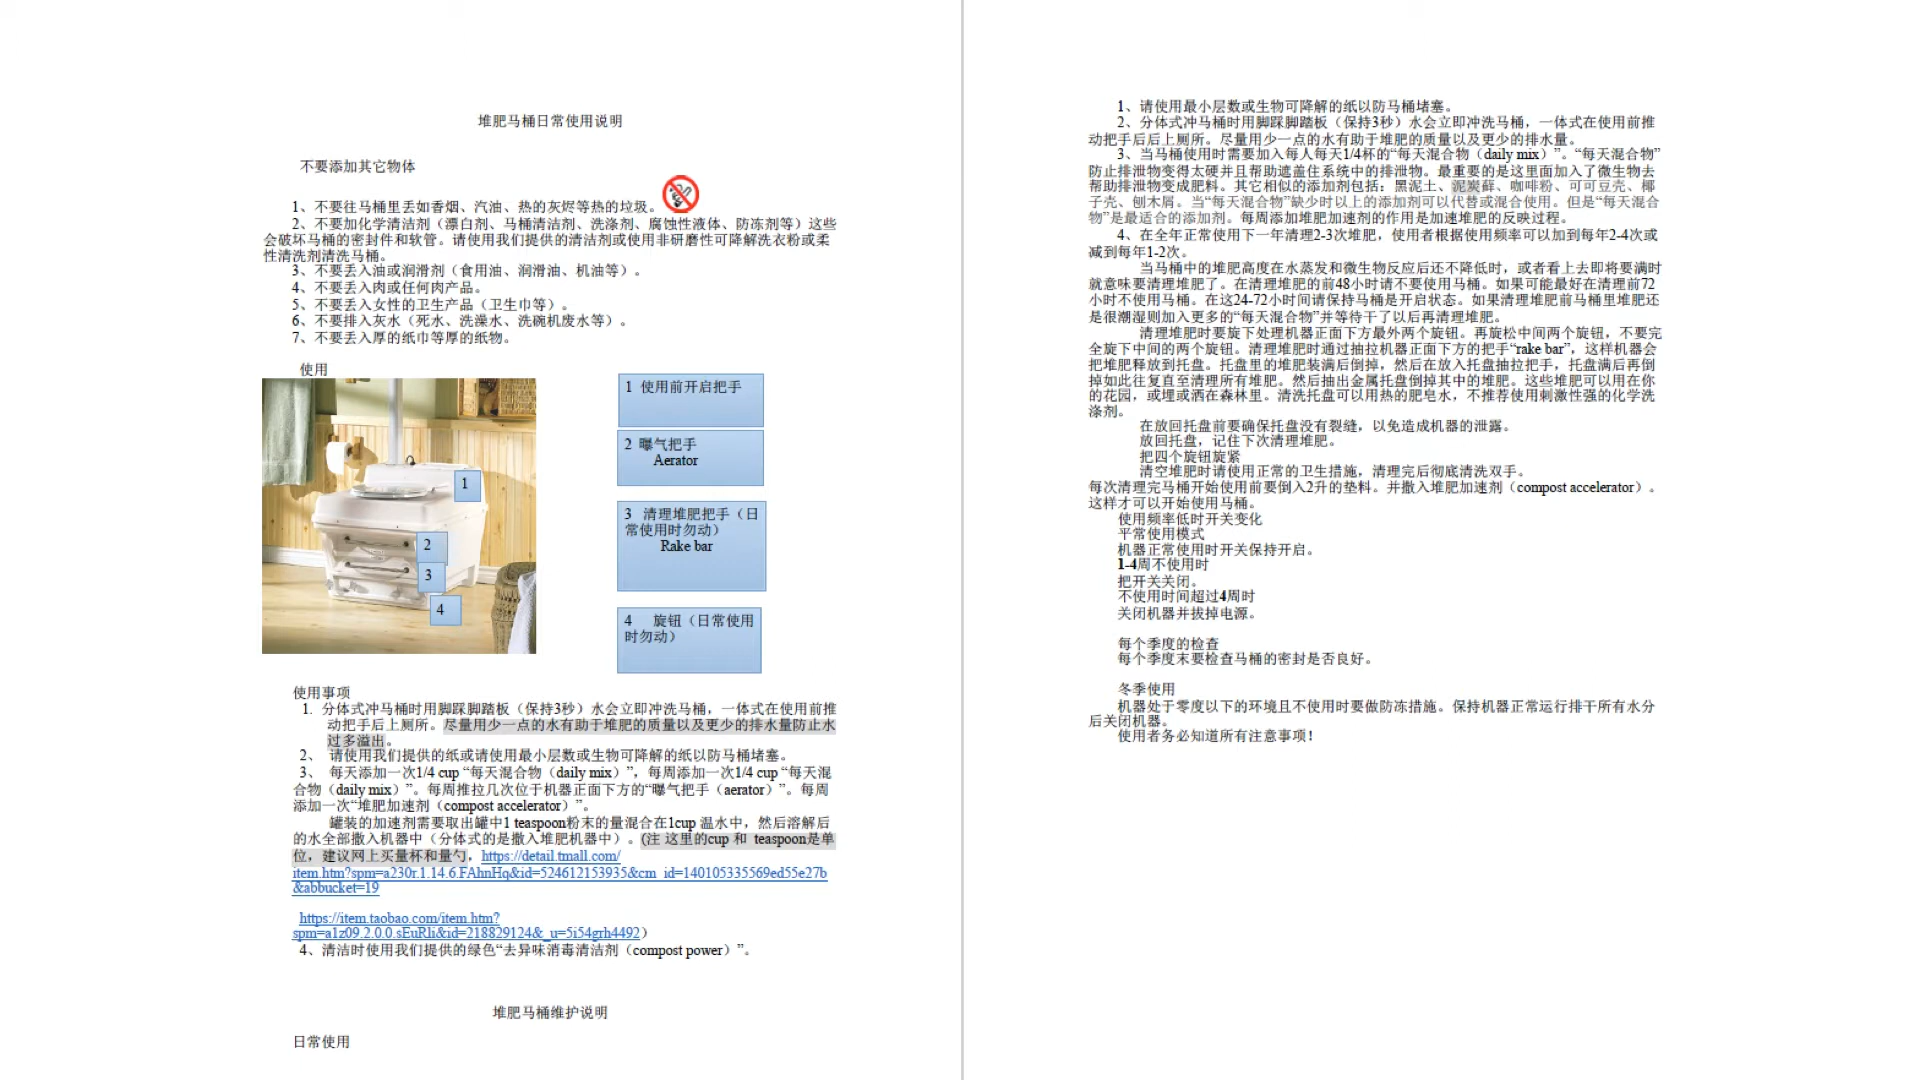 堆肥马桶日常使用说明
不要添加其它物体
1、不要往马桶里丢如香烟、汽油、热的灰烬等热的垃圾。
2、不要加化学清洁剂（漂白剂、马桶清洁剂、洗涤剂、腐蚀性液体、防冻剂等）这些
会破坏马桶的密封件和软管。请使用我们提供的清洁剂或使用非研磨性可降解洗衣粉或柔
性清洗剂清洗马桶。
3、不要丢入油或润滑剂（食用油、润滑油、机油等）。
4、不要丢入肉或任何肉产品。
5、不要丢入女性的卫生产品（卫生巾等）。
6、不要排入灰水（死水、洗澡水、洗碗机废水等）。
7、不要丢入厚的纸巾等厚的纸物。
使用
1
2
3
4
1 使用前开启把手
2 曝气把手
Aerator
3 清理堆肥把手（日
常使用时勿动）
Rake bar
4 旋钮（日常使用
时勿动）
使用事项
1. 分体式冲马桶时用脚踩脚踏板（保持3秒）水会立即冲洗马桶，一体式在使用前推
动把手后上厕所。尽量用少一点的水有助于堆肥的质量以及更少的排水量防止水
过多溢出。
2、 请使用我们提供的纸或请使用最小层数或生物可降解的纸以防马桶堵塞。
3、 每天添加一次1/4 cup “每天混合物（daily mix）”，每周添加一次1/4 cup “每天混
合物（daily mix）”。每周推拉几次位于机器正面下方的“曝气把手（aerator）”。每周
添加一次“堆肥加速剂（compost accelerator）”。
罐装的加速剂需要取出罐中1 teaspoon粉末的量混合在1cup 温水中，然后溶解后
的水全部撒入机器中（分体式的是撒入堆肥机器中）。(注 这里的cup 和 teaspoon是单
位，建议网上买量杯和量勺，https://detail.tmall.com/
item.htm?spm=a230r.1.14.6.FAhnHq&id=524612153935&cm_id=140105335569ed55e27b
&abbucket=19
https://item.taobao.com/item.htm?
spm=a1z09.2.0.0.sEuRli&id=218829124&_u=5i54grh4492）
4、清洁时使用我们提供的绿色“去异味消毒清洁剂（compost power）”。
堆肥马桶维护说明
日常使用
1、请使用最小层数或生物可降解的纸以防马桶堵塞。
2、分体式冲马桶时用脚踩脚踏板（保持3秒）水会立即冲洗马桶，一体式在使用前推
动把手后后上厕所。尽量用少一点的水有助于堆肥的质量以及更少的排水量。
3、当马桶使用时需要加入每人每天1/4杯的“每天混合物（daily mix）”。“每天混合物”
防止排泄物变得太硬并且帮助遮盖住系统中的排泄物。最重要的是这里面加入了微生物去
帮助排泄物变成肥料。其它相似的添加剂包括：黑泥土、泥炭藓、咖啡粉、可可豆壳、椰
子壳、刨木屑。当“每天混合物”缺少时以上的添加剂可以代替或混合使用。但是“每天混合
物”是最适合的添加剂。每周添加堆肥加速剂的作用是加速堆肥的反映过程。
4、在全年正常使用下一年清理2-3次堆肥，使用者根据使用频率可以加到每年2-4次或
减到每年1-2次。
当马桶中的堆肥高度在水蒸发和微生物反应后还不降低时，或者看上去即将要满时
就意味要清理堆肥了。在清理堆肥的前48小时请不要使用马桶。如果可能最好在清理前72
小时不使用马桶。在这24-72小时间请保持马桶是开启状态。如果清理堆肥前马桶里堆肥还
是很潮湿则加入更多的“每天混合物”并等待干了以后再清理堆肥。
清理堆肥时要旋下处理机器正面下方最外两个旋钮。再旋松中间两个旋钮，不要完
全旋下中间的两个旋钮。清理堆肥时通过抽拉机器正面下方的把手“rake bar”，这样机器会
把堆肥释放到托盘。托盘里的堆肥装满后倒掉，然后在放入托盘抽拉把手，托盘满后再倒
掉如此往复直至清理所有堆肥。然后抽出金属托盘倒掉其中的堆肥。这些堆肥可以用在你
的花园，或埋或洒在森林里。清洗托盘可以用热的肥皂水，不推荐使用刺激性强的化学洗
涤剂。
在放回托盘前要确保托盘没有裂缝，以免造成机器的泄露。
放回托盘，记住下次清理堆肥。
把四个旋钮旋紧
清空堆肥时请使用正常的卫生措施，清理完后彻底清洗双手。
每次清理完马桶开始使用前要倒入2升的垫料。并撒入堆肥加速剂（compost accelerator）。
这样才可以开始使用马桶。
使用频率低时开关变化
平常使用模式
机器正常使用时开关保持开启。
1-4周不使用时
把开关关闭。
不使用时间超过4周时
关闭机器并拔掉电源。
每个季度的检查
每个季度末要检查马桶的密封是否良好。
冬季使用
机器处于零度以下的环境且不使用时要做防冻措施。保持机器正常运行排干所有水分
后关闭机器。
使用者务必知道所有注意事项！